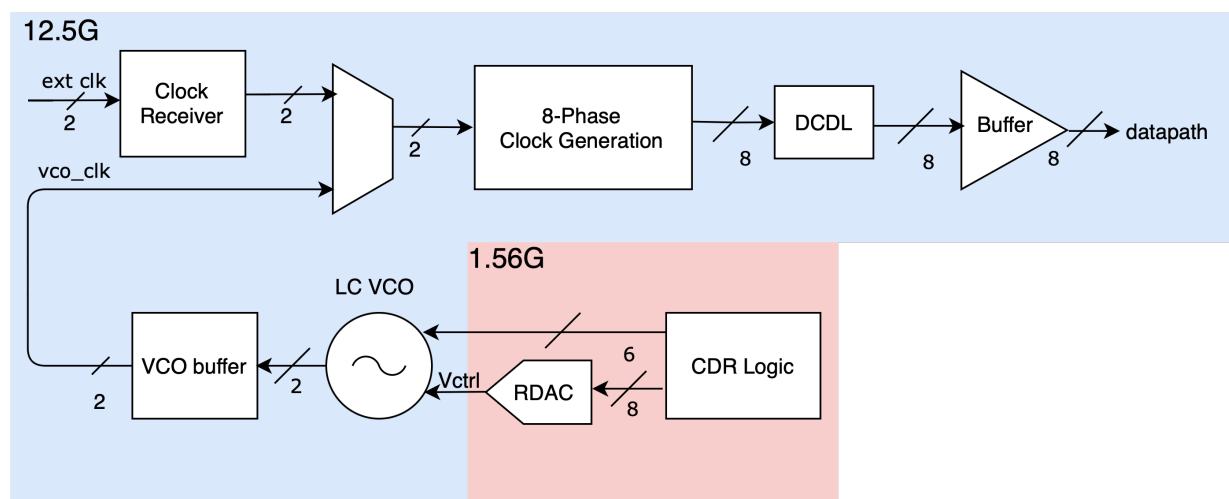 12.5G
ext clk
2
Clock
Receiver
2
2
8-Phase
Clock Generation
8
DCDL
8
Buffer
8
datapath
vco_clk
1.56G
LC VCO
VCO buffer
2
2
Vctrl
RDAC
6
8
CDR Logic